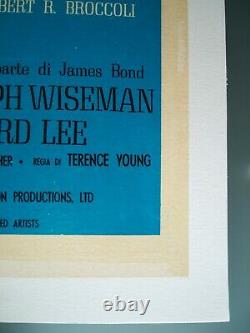 BERT R. BROCCOLI
parte di James Bond
PH WISEMAN
RD LEE
HER • REGIA DI TERENCE YOUNG
ON PRODUCTIONS, LTD
ED ARTISTS